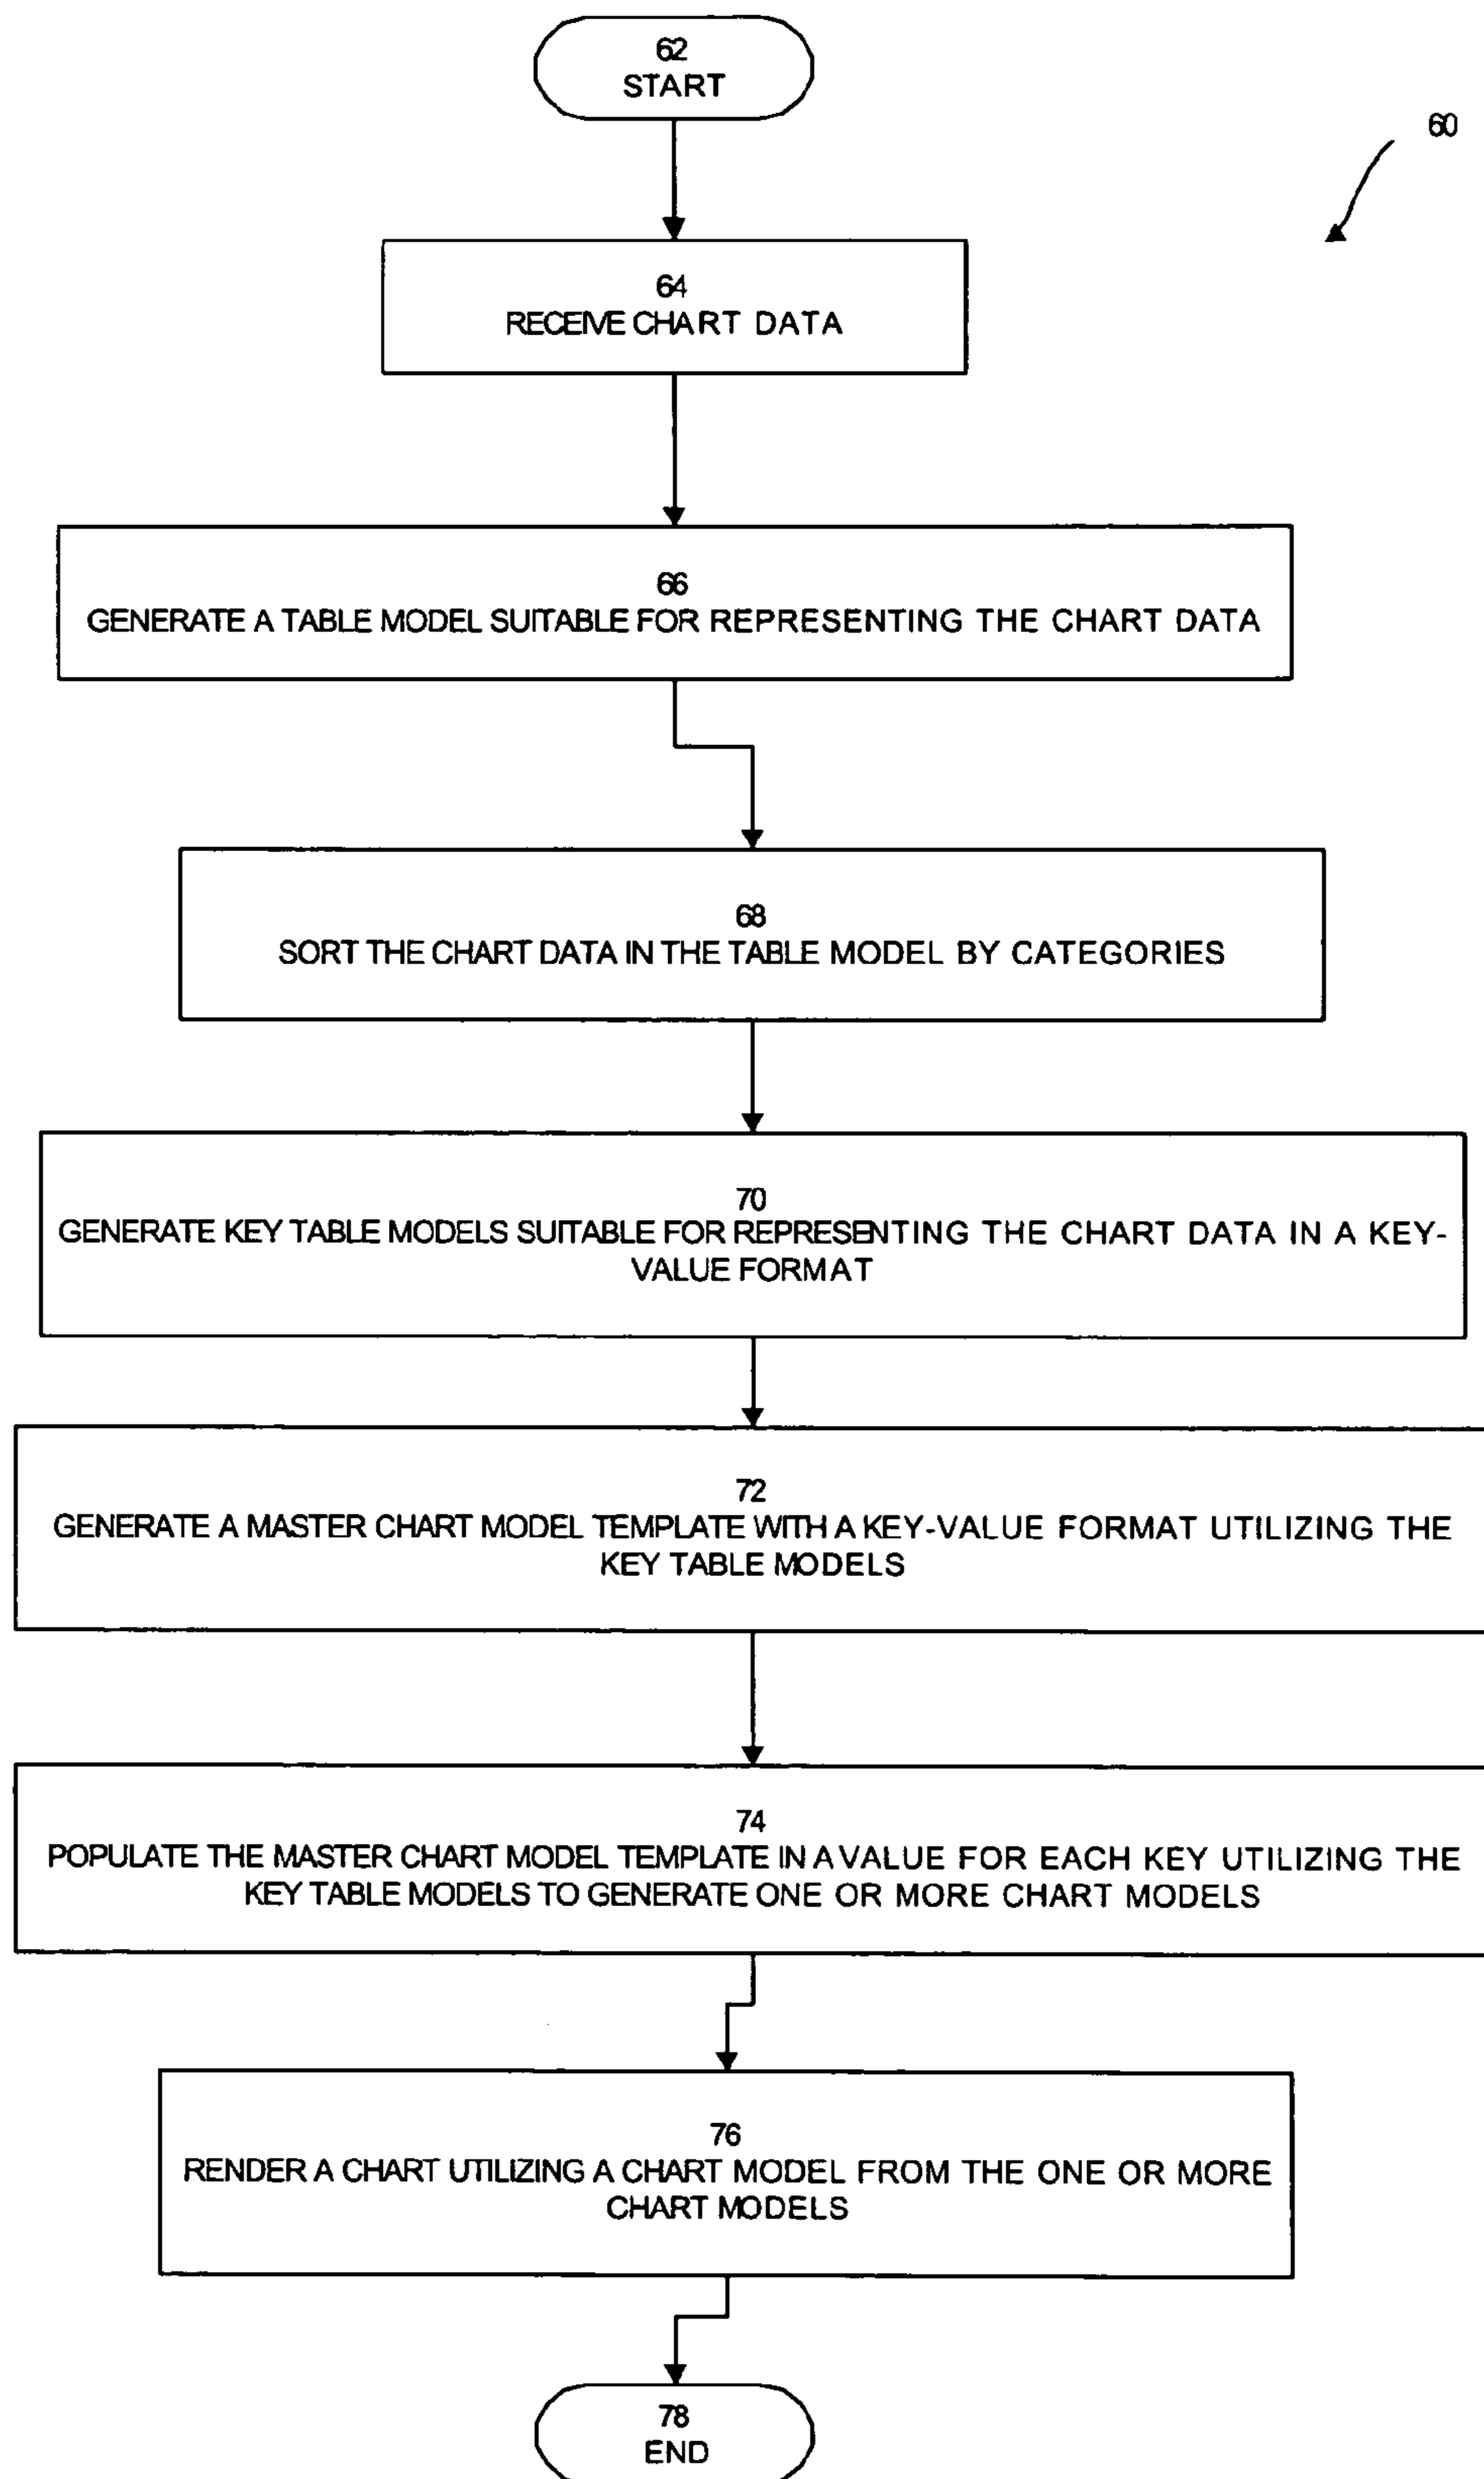 62
START
60
64
RECEIVE CHART DATA
66
GENERATE A TABLE MODEL SUITABLE FOR REPRESENTING THE CHART DATA
68
SORT THE CHART DATA IN THE TABLE MODEL BY CATEGORIES
70
GENERATE KEY TABLE MODELS SUITABLE FOR REPRESENTING THE CHART DATA IN A KEY-
VALUE FORMAT
72
GENERATE A MASTER CHART MODEL TEMPLATE WITH A KEY-VALUE FORMAT UTILIZING THE
KEY TABLE MODELS
74
POPULATE THE MASTER CHART MODEL TEMPLATE IN A VALUE FOR EACH KEY UTILIZING THE
KEY TABLE MODELS TO GENERATE ONE OR MORE CHART MODELS
76
RENDER A CHART UTILIZING A CHART MODEL FROM THE ONE OR MORE
CHART MODELS
78
END